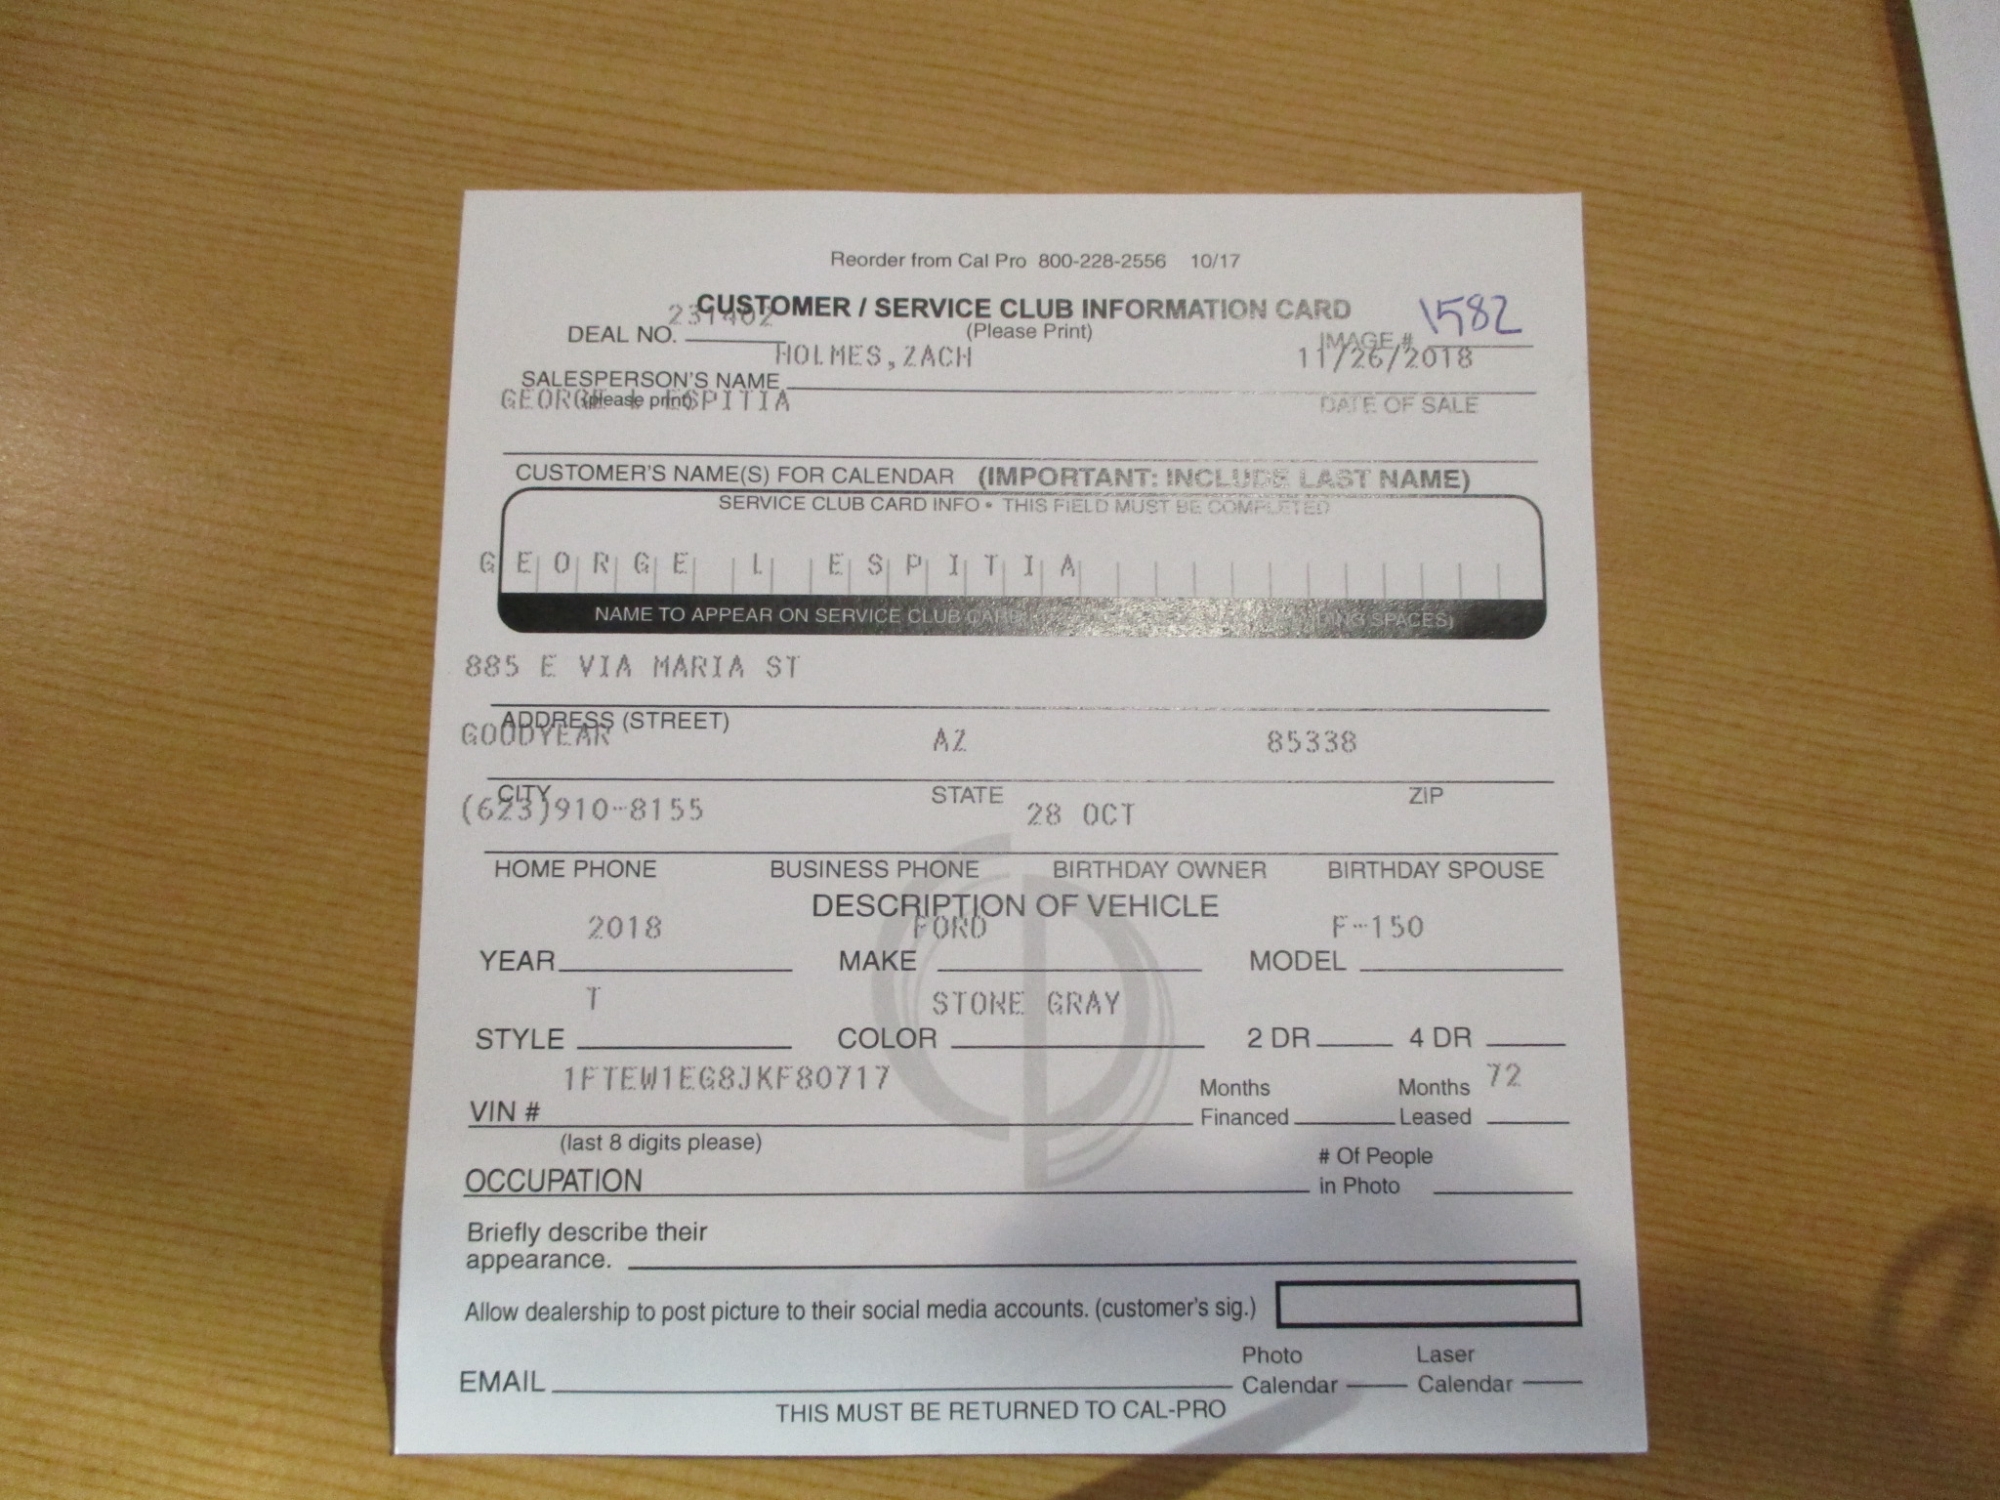 Reorder from Cal Pro 800-228-2556 10/17
CUSTOMER / SERVICE CLUB INFORMATION CARD
231402
1582
DEAL NO. (Please Print) IMAGE #
HOLMES,ZACH 11/26/2018
SALESPERSON'S NAME
(please print) DATE OF SALE
GEORGE L ESPITIA
CUSTOMER'S NAME(S) FOR CALENDAR (IMPORTANT: INCLUDE LAST NAME)
SERVICE CLUB CARD INFO • THIS FIELD MUST BE COMPLETED
GEORGE L ESPITIA
NAME TO APPEAR ON SERVICE CLUB CARD SPACES)
885 E VIA MARIA ST
ADDRESS (STREET)
GOODYEAR AZ 85338
CITY STATE ZIP
(623)910-8155 28 OCT
HOME PHONE BUSINESS PHONE BIRTHDAY OWNER BIRTHDAY SPOUSE
DESCRIPTION OF VEHICLE
2018 FORD F-150
YEAR MAKE MODEL
T STONE GRAY
STYLE COLOR 2 DR 4 DR
1FTEW1EG8JKF80717 72
VIN # Months Financed Months Leased
(last 8 digits please)
OCCUPATION # Of People in Photo
Briefly describe their
appearance.
Allow dealership to post picture to their social media accounts. (customer's sig.)
EMAIL Photo Calendar Laser Calendar
THIS MUST BE RETURNED TO CAL-PRO